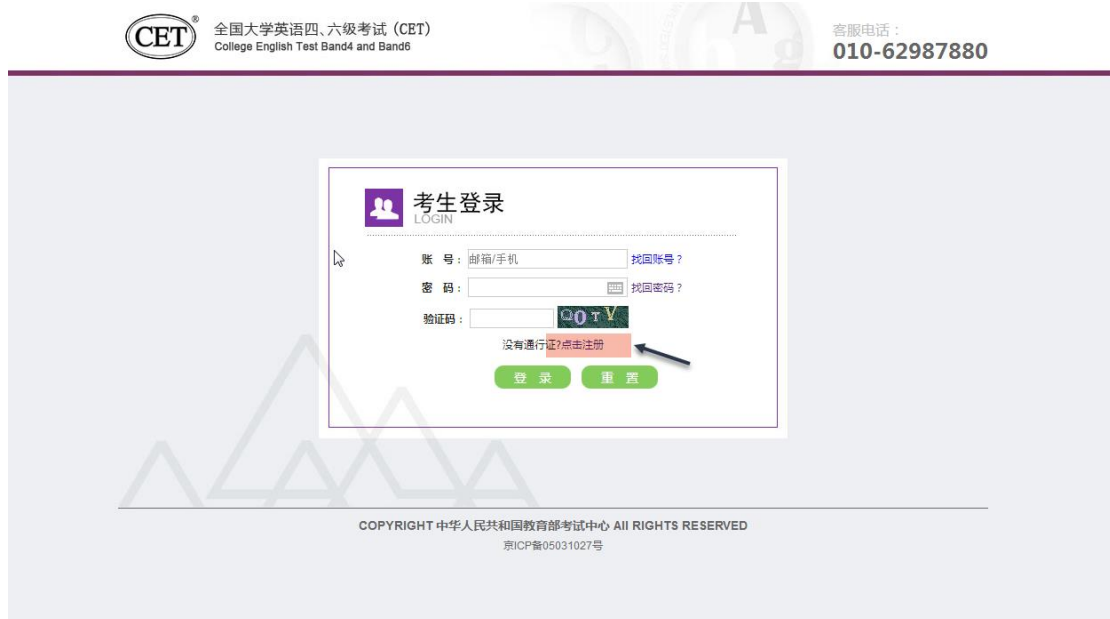 CET®
全国大学英语四、六级考试 (CET)
College English Test Band4 and Band6
客服电话：
010-62987880
考生登录
LOGIN
账 号： 邮箱/手机 找回账号？
密 码： 找回密码？
验证码：
没有通行证?点击注册
登 录 重 置
COPYRIGHT 中华人民共和国教育部考试中心 All RIGHTS RESERVED
京ICP备05031027号